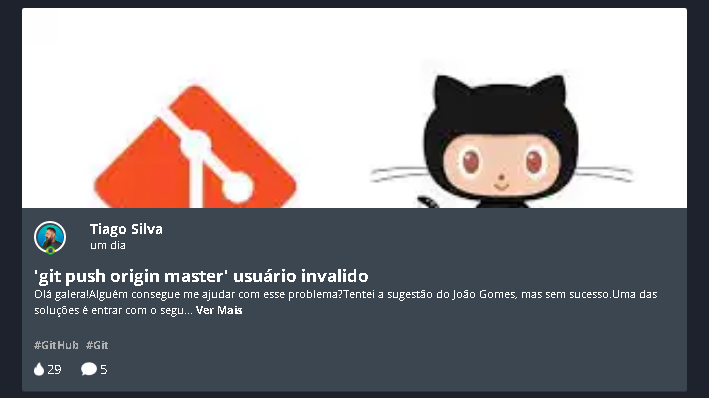 Tiago Silva
um dia
'git push origin master' usuário invalido
Olá galera!Alguém consegue me ajudar com esse problema?Tentei a sugestão do João Gomes, mas sem sucesso.Uma das
soluções é entrar com o segu... Ver Mais
#GitHub #Git
29 5